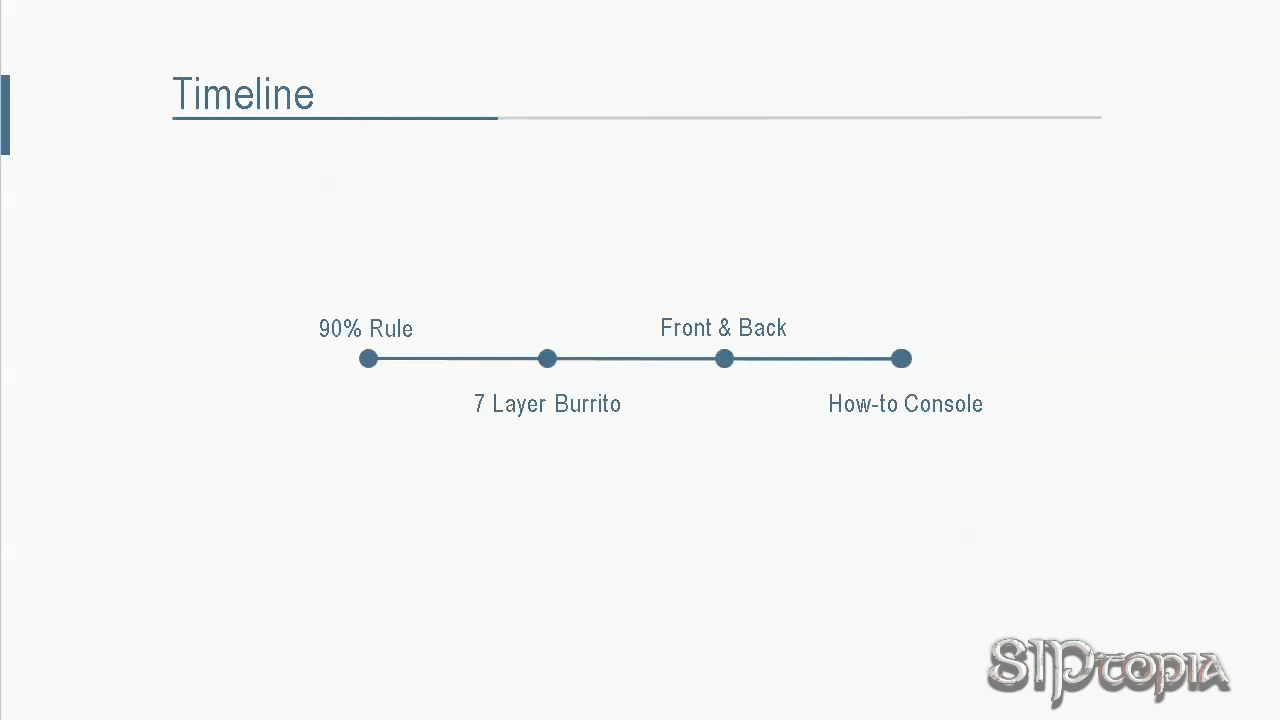 Timeline
90% Rule
Front & Back
7 Layer Burrito
How-to Console
SIPtopia